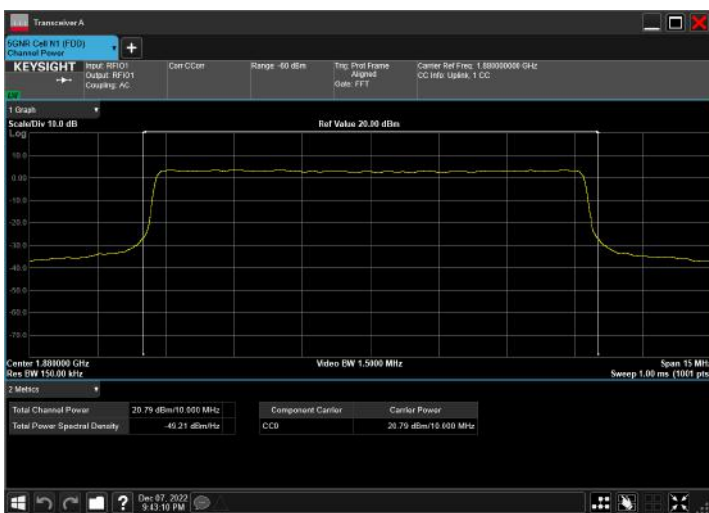 Transceiver A
5GNR Cell N1 (FDD)
Channel Power
KEYSIGHT
Input: RFIO1
Output: RFIO1
Coupling: AC
Corr CCorr
Range: -60 dBm
Trig: Prot Frame
Aligned
Gate: FFT
Carrier Ref Freq: 1.880000000 GHz
CC Info: Uplink, 1 CC
1 Graph
Scale/Div 10.0 dB
Ref Value 20.00 dBm
Log
10.0
0.00
-10.0
-20.0
-30.0
-40.0
-50.0
-60.0
-70.0
Center 1.880000 GHz
Video BW 1.5000 MHz
Span 15 MHz
Res BW 150.00 kHz
Sweep 1.00 ms (1001 pts
2 Metrics
Total Channel Power 20.79 dBm/10.000 MHz
Total Power Spectral Density -49.21 dBm/Hz
Component Carrier Carrier Power
CC0 20.79 dBm/10.000 MHz
Dec 07, 2022
9:43:10 PM